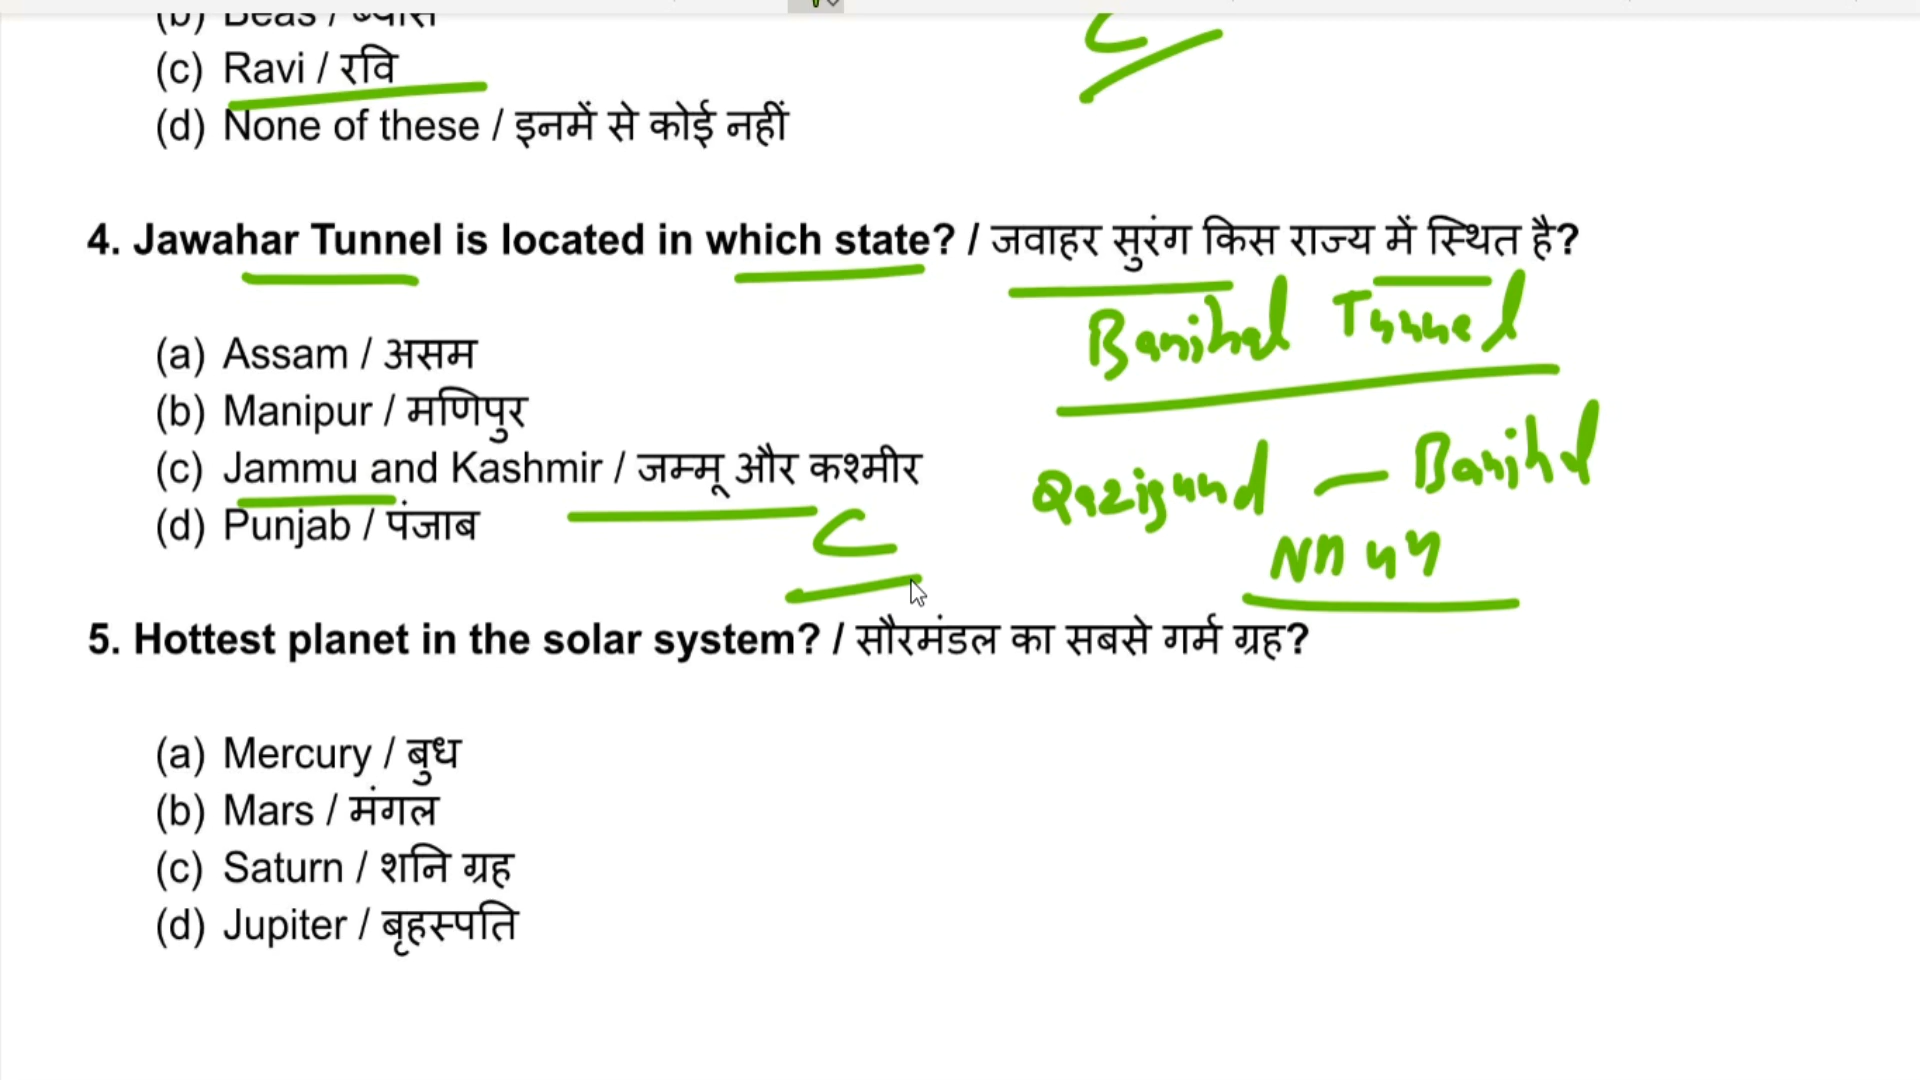 (b) Beas / ब्यास
(c) Ravi / रवि
(d) None of these / इनमें से कोई नहीं
C
4. Jawahar Tunnel is located in which state? / जवाहर सुरंग किस राज्य में स्थित है?
Banihal Tunnel
(a) Assam / असम
(b) Manipur / मणिपुर
(c) Jammu and Kashmir / जम्मू और कश्मीर
Qazigund – Banihal
(d) Punjab / पंजाब
C
NH 44
5. Hottest planet in the solar system? / सौरमंडल का सबसे गर्म ग्रह?
(a) Mercury / बुध
(b) Mars / मंगल
(c) Saturn / शनि ग्रह
(d) Jupiter / बृहस्पति